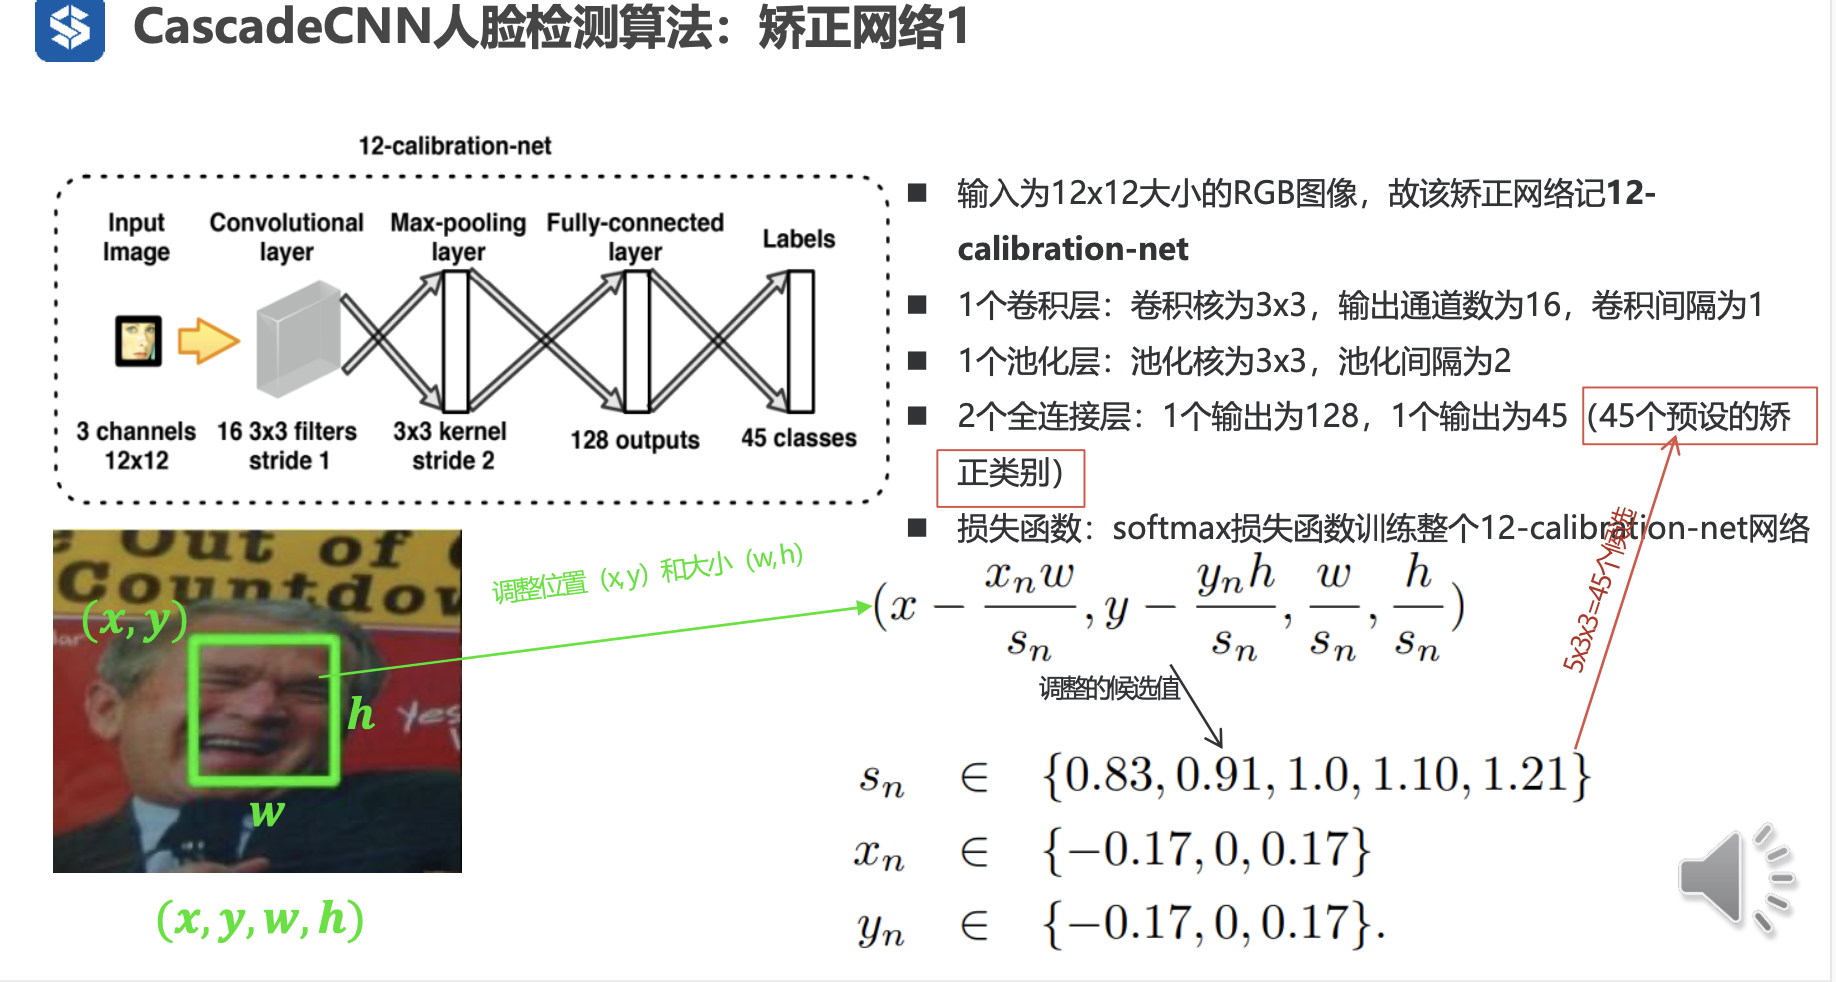 CascadeCNN人脸检测算法：矫正网络1
12-calibration-net
Input Image
Convolutional layer
Max-pooling layer
Fully-connected layer
Labels
3 channels 12x12
16 3x3 filters stride 1
3x3 kernel stride 2
128 outputs
45 classes
■ 输入为12x12大小的RGB图像，故该矫正网络记12-
calibration-net
■ 1个卷积层：卷积核为3x3，输出通道数为16，卷积间隔为1
■ 1个池化层：池化核为3x3，池化间隔为2
■ 2个全连接层：1个输出为128，1个输出为45 (45个预设的矫
正类别）
■ 损失函数：softmax损失函数训练整个12-calibration-net网络
Out of
Countdow
Yes
(x, y)
h
w
(x, y, w, h)
调整位置（x,y）和大小（w,h）
(x − x_n w / s_n, y − y_n h / s_n, w / s_n, h / s_n)
调整的候选值
5x3x3=45个候选
s_n ∈ {0.83, 0.91, 1.0, 1.10, 1.21}
x_n ∈ {−0.17, 0, 0.17}
y_n ∈ {−0.17, 0, 0.17}.